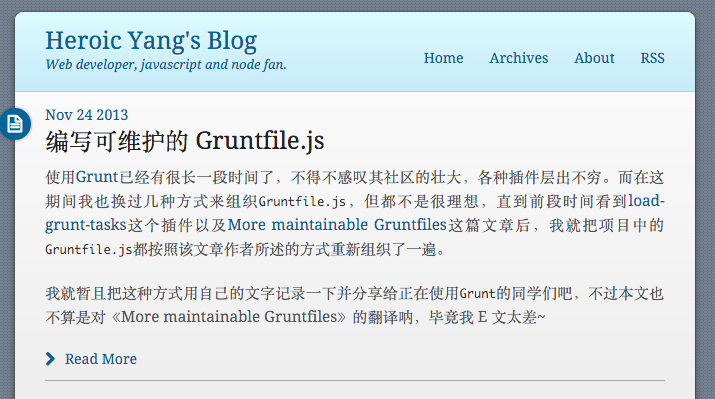 Heroic Yang's Blog
Web developer, javascript and node fan.
Home Archives About RSS
Nov 24 2013
编写可维护的 Gruntfile.js
使用Grunt已经有很长一段时间了，不得不感叹其社区的壮大，各种插件层出不穷。而在这
期间我也换过几种方式来组织Gruntfile.js，但都不是很理想，直到前段时间看到load-
grunt-tasks这个插件以及More maintainable Gruntfiles这篇文章后，我就把项目中的
Gruntfile.js都按照该文章作者所述的方式重新组织了一遍。
我就暂且把这种方式用自己的文字记录一下并分享给正在使用Grunt的同学们吧，不过本文也
不算是对《More maintainable Gruntfiles》的翻译呐，毕竟我 E 文太差~
Read More